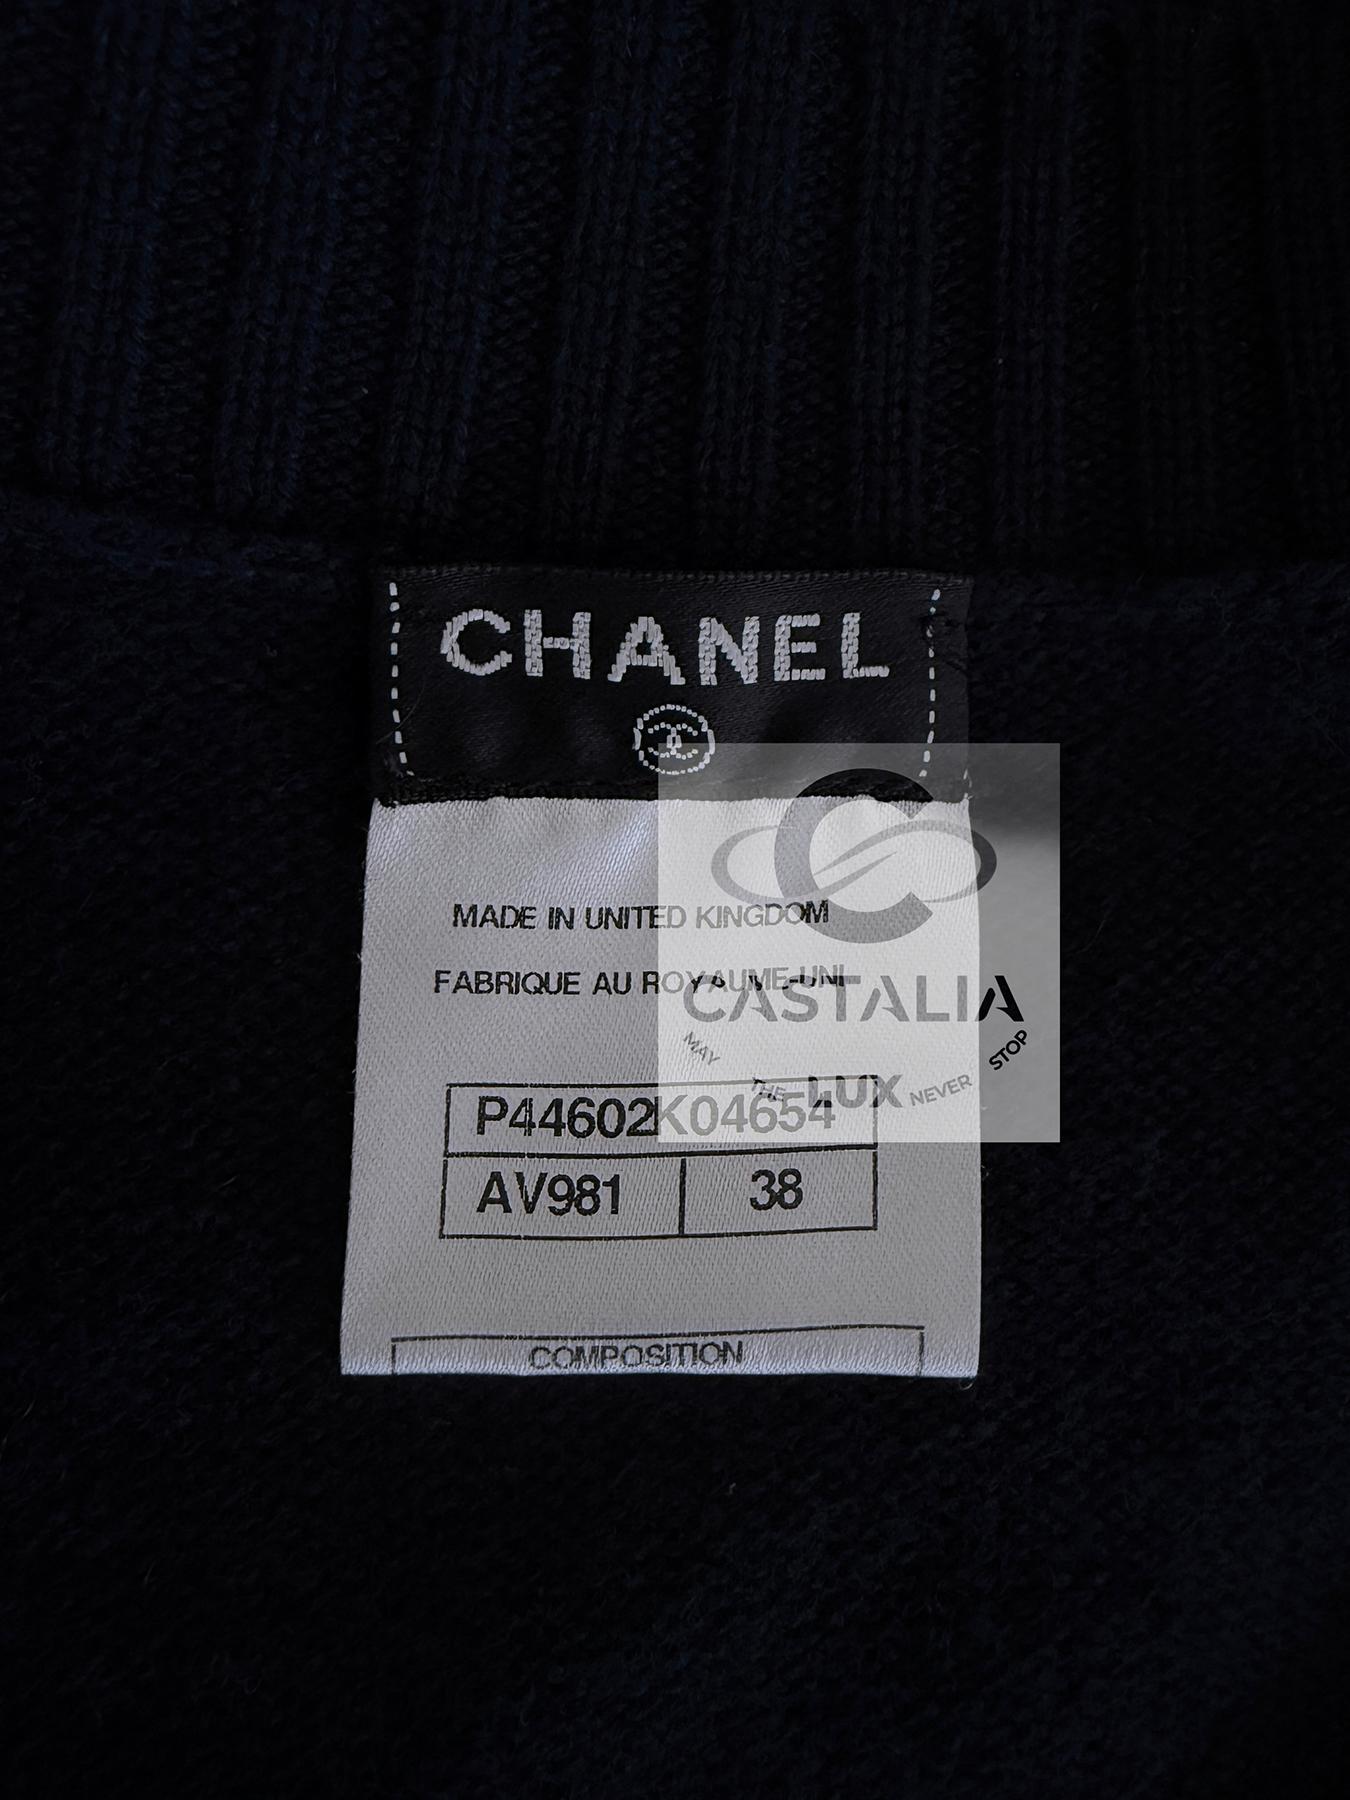 CHANEL
MADE IN UNITED KINGDOM
FABRIQUE AU ROYAUME-UNI
CASTALIA
MAY THE LUX NEVER STOP
P44602K04654
AV981 38
COMPOSITION